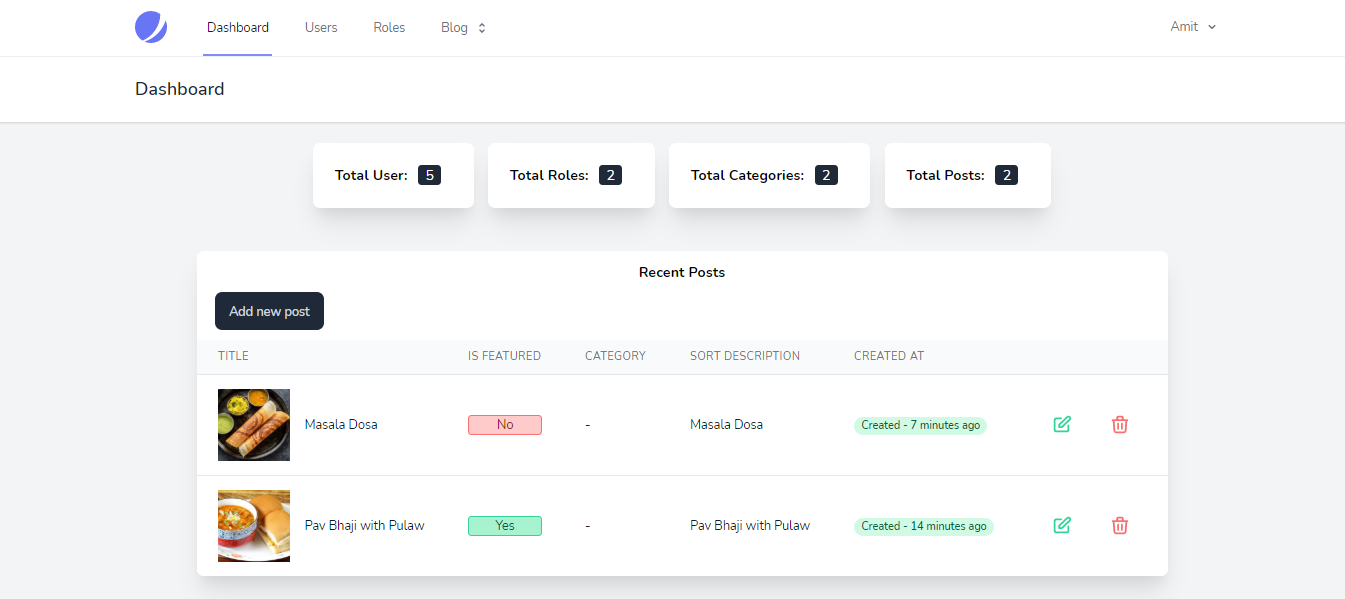 Dashboard Users Roles Blog Amit
Dashboard
Total User: 5 Total Roles: 2 Total Categories: 2 Total Posts: 2
Recent Posts
Add new post
TITLE IS FEATURED CATEGORY SORT DESCRIPTION CREATED AT
Masala Dosa No - Masala Dosa Created - 7 minutes ago
Pav Bhaji with Pulaw Yes - Pav Bhaji with Pulaw Created - 14 minutes ago